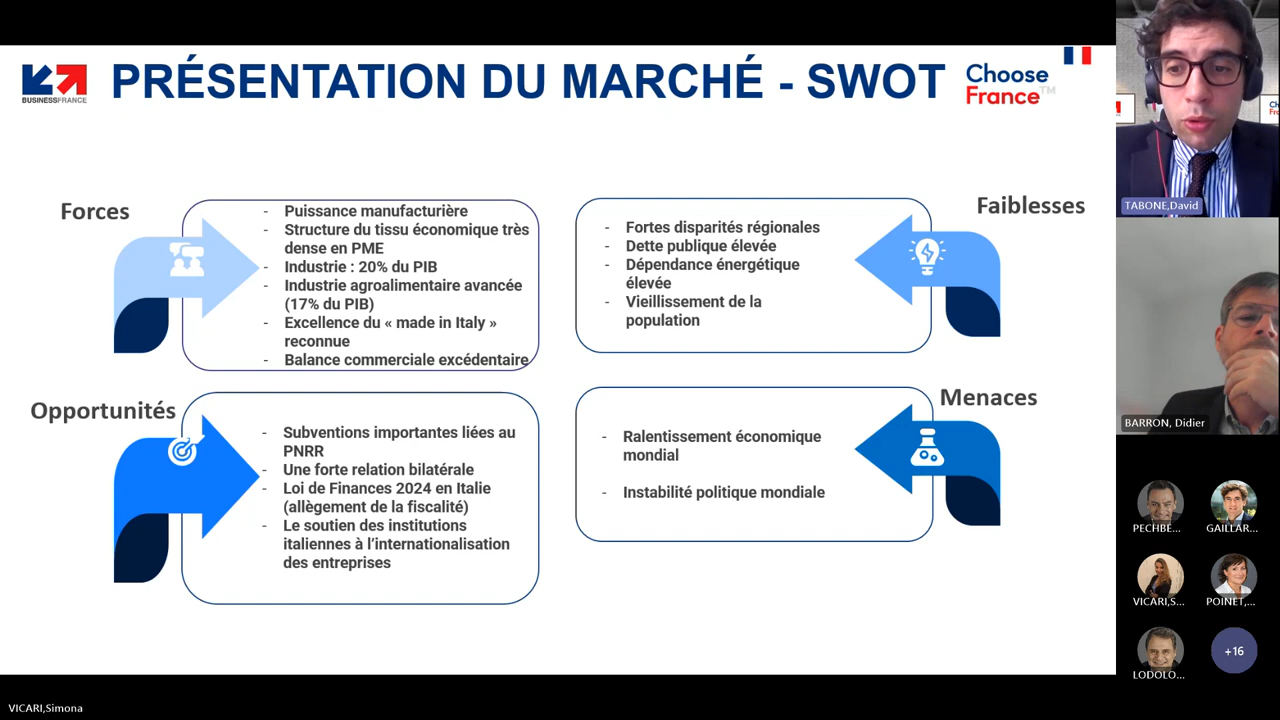 PRÉSENTATION DU MARCHÉ - SWOT
BUSINESSFRANCE
Choose
France™
Forces
- Puissance manufacturière
- Structure du tissu économique très
dense en PME
- Industrie : 20% du PIB
- Industrie agroalimentaire avancée
(17% du PIB)
- Excellence du « made in Italy »
reconnue
- Balance commerciale excédentaire
Faiblesses
- Fortes disparités régionales
- Dette publique élevée
- Dépendance énergétique
élevée
- Vieillissement de la
population
Opportunités
- Subventions importantes liées au
PNRR
- Une forte relation bilatérale
- Loi de Finances 2024 en Italie
(allègement de la fiscalité)
- Le soutien des institutions
italiennes à l'internationalisation
des entreprises
Menaces
- Ralentissement économique
mondial
- Instabilité politique mondiale
TABONE,David
BARRON, Didier
PECHBE...
GAILLAR...
VICARI,S...
POINET,...
LODOLO...
+16
VICARI,Simona